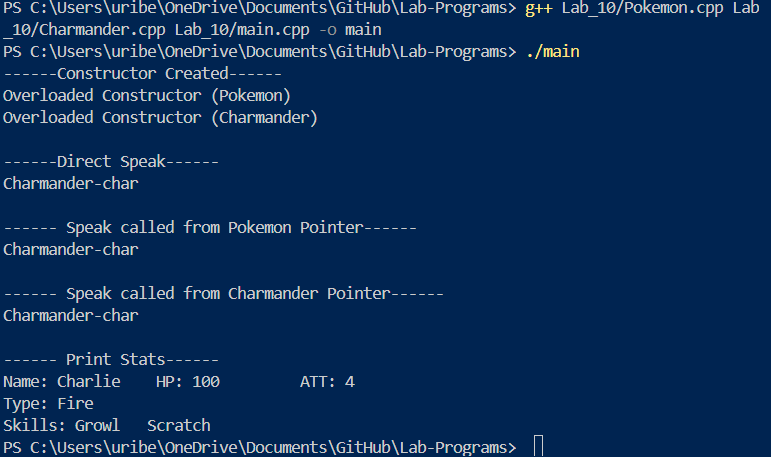 PS C:\Users\uribe\OneDrive\Documents\GitHub\Lab-Programs> g++ Lab_10/Pokemon.cpp Lab
_10/Charmander.cpp Lab_10/main.cpp -o main
PS C:\Users\uribe\OneDrive\Documents\GitHub\Lab-Programs> ./main
------Constructor Created------
Overloaded Constructor (Pokemon)
Overloaded Constructor (Charmander)

------Direct Speak------
Charmander-char

------ Speak called from Pokemon Pointer------
Charmander-char

------ Speak called from Charmander Pointer------
Charmander-char

------ Print Stats------
Name: Charlie    HP: 100         ATT: 4
Type: Fire
Skills: Growl   Scratch
PS C:\Users\uribe\OneDrive\Documents\GitHub\Lab-Programs>